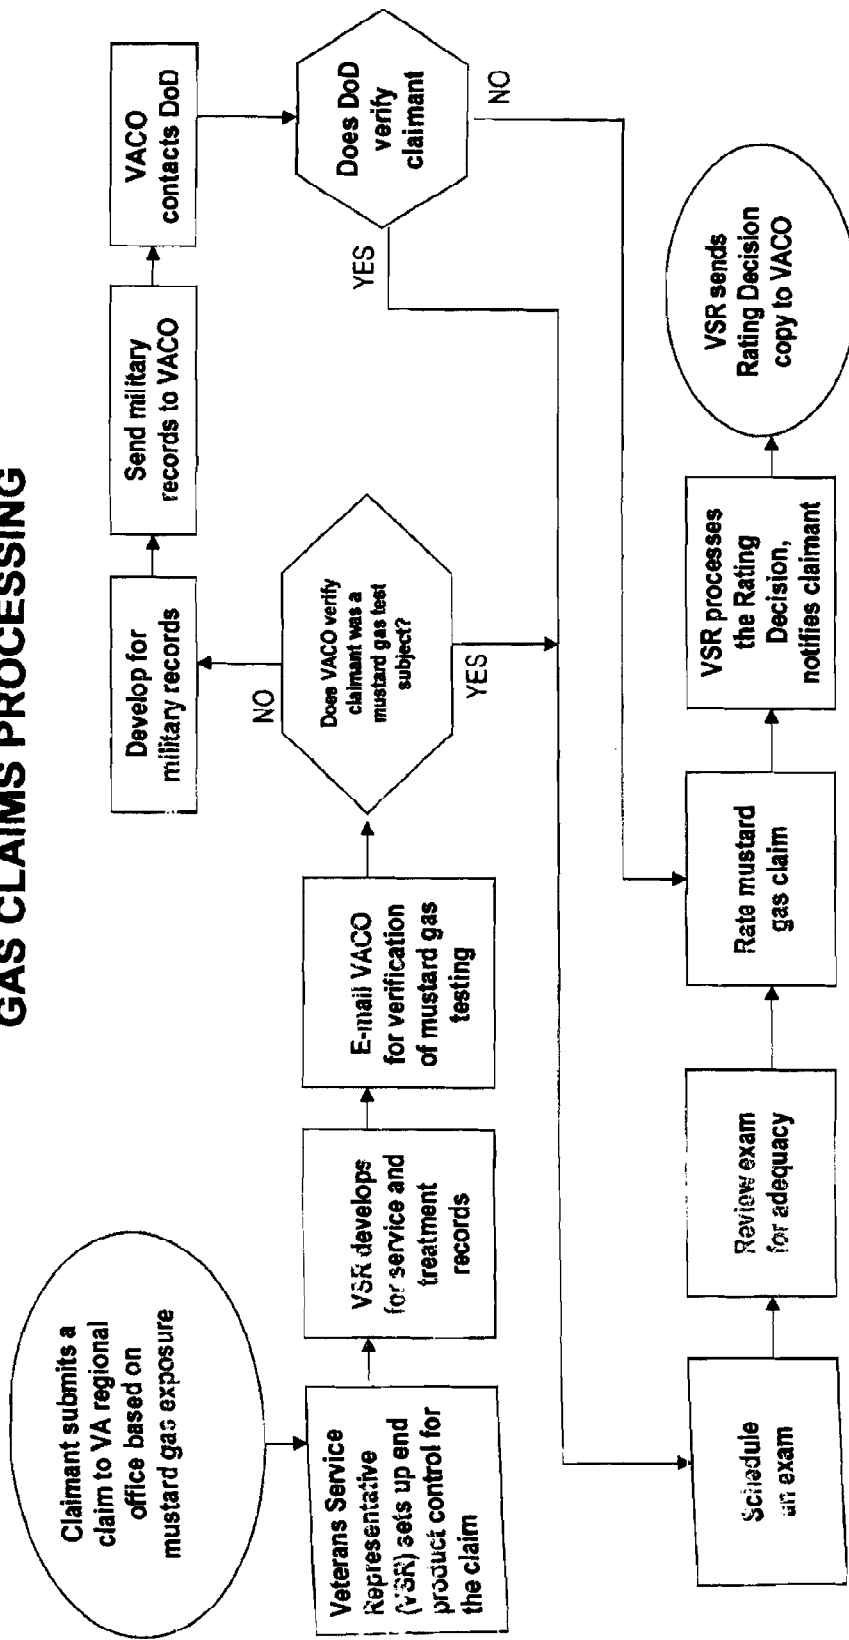 GAS CLAIMS PROCESSING
Claimant submits a
claim to VA regional
office based on
mustard gas exposure
Veterans Service
Representative
(VSR) sets up end
product control for
the claim
VSR develops
for service and
treatment
records
E-mail VACO
for verification
of mustard gas
testing
Does VACO verify
claimant was a
mustard gas test
subject?
NO
YES
Develop for
military records
Send military
records to VACO
VACO
contacts DoD
Does DoD
verify
claimant
YES
NO
Schedule
an exam
Review exam
for adequacy
Rate mustard
gas claim
VSR processes
the Rating
Decision,
notifies claimant
VSR sends
Rating Decision
copy to VACO